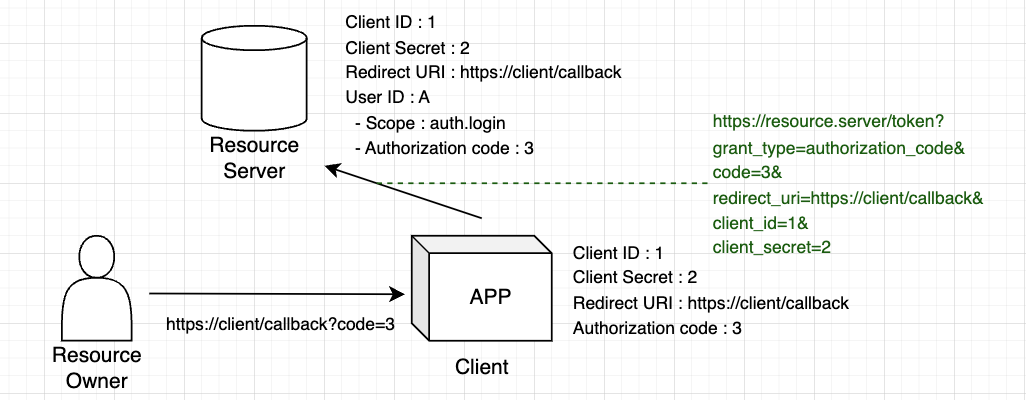 Client ID : 1
Client Secret : 2
Redirect URI : https://client/callback
User ID : A
- Scope : auth.login
- Authorization code : 3
Resource
Server
https://resource.server/token?
grant_type=authorization_code&
code=3&
redirect_uri=https://client/callback&
client_id=1&
client_secret=2
https://client/callback?code=3
Resource
Owner
APP
Client
Client ID : 1
Client Secret : 2
Redirect URI : https://client/callback
Authorization code : 3